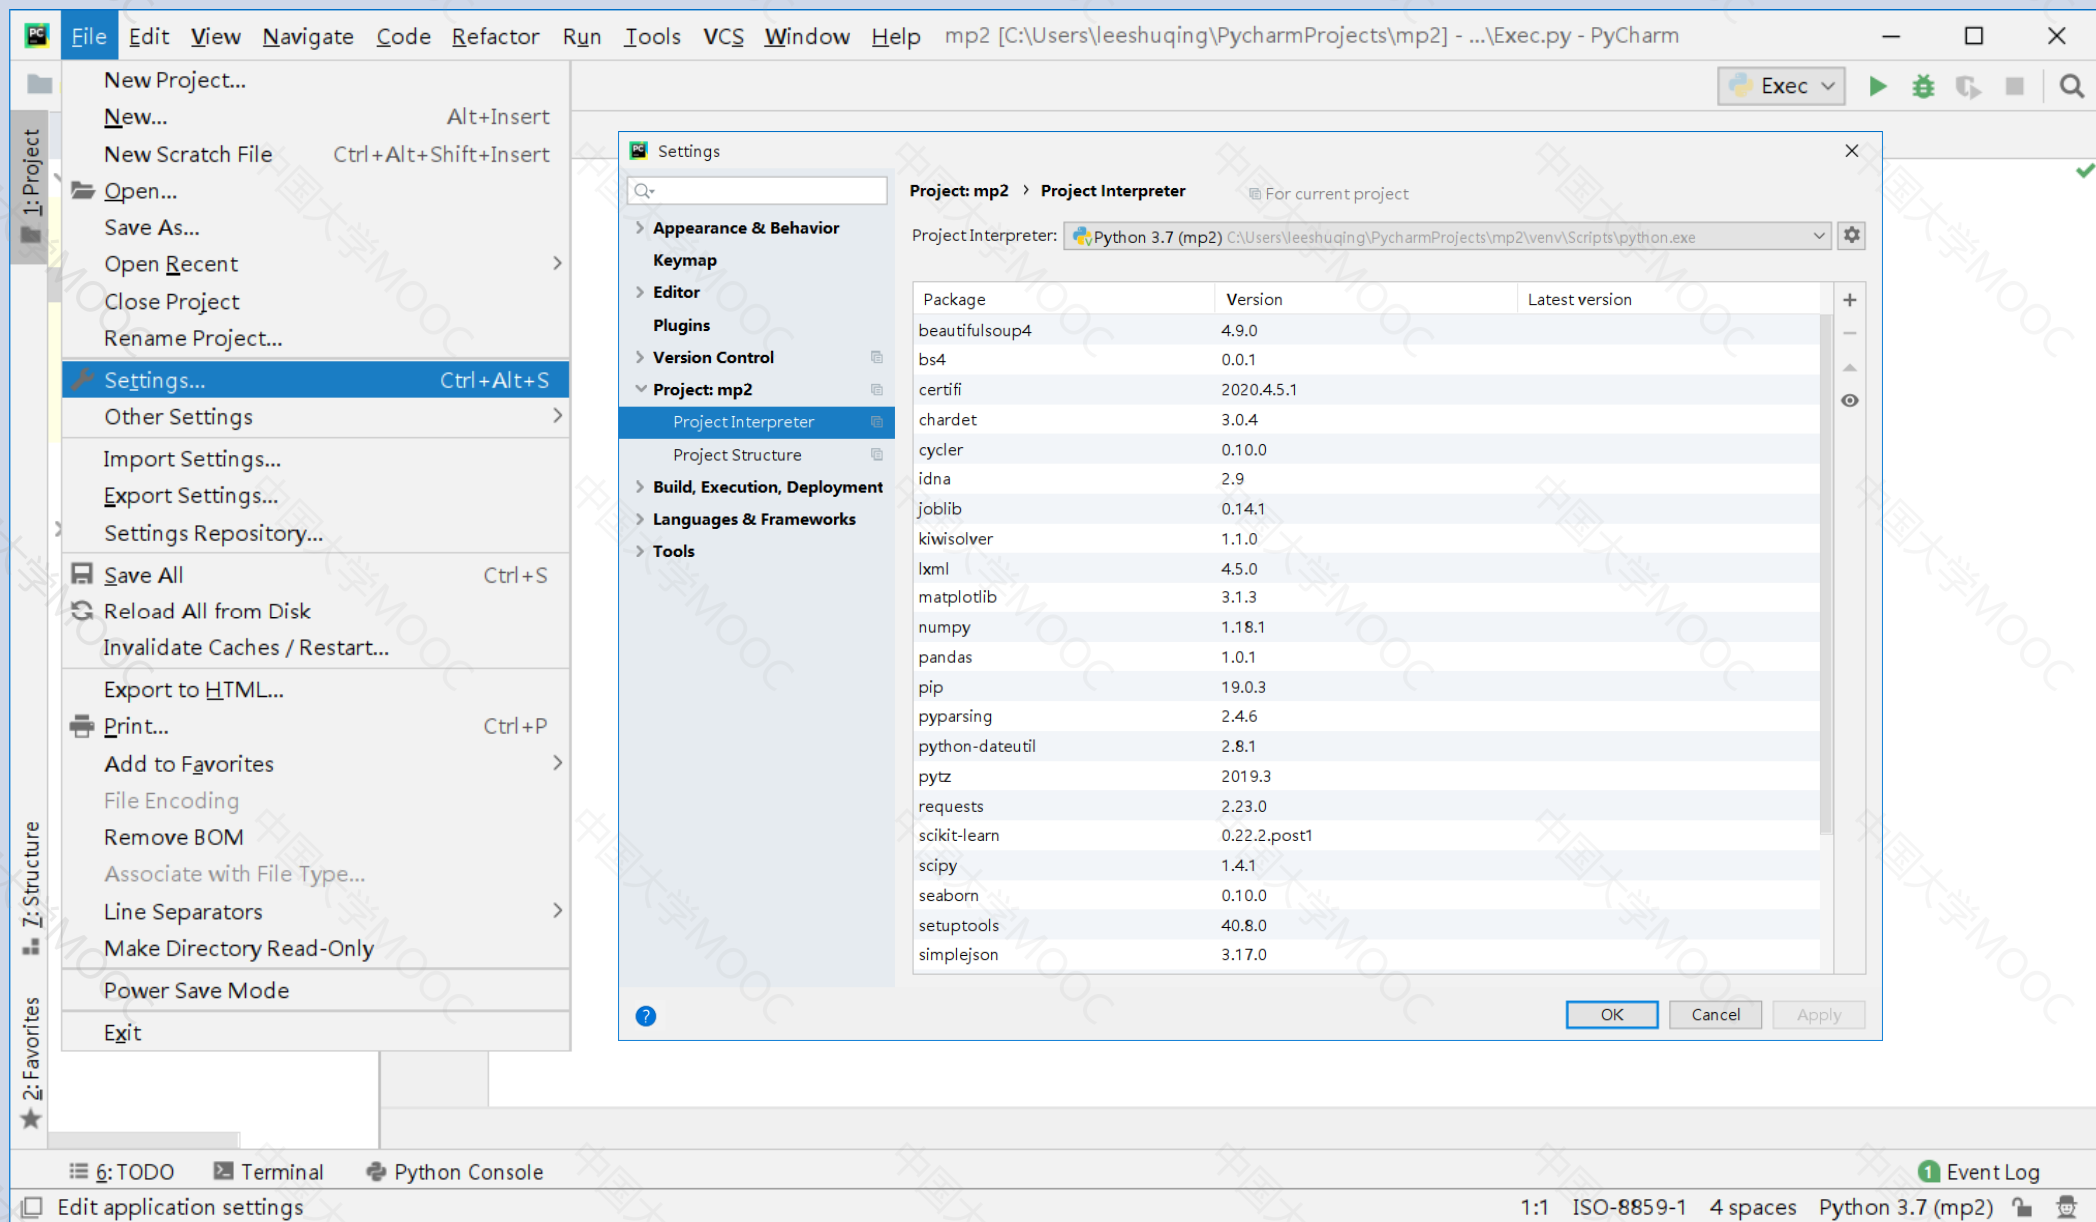 File Edit View Navigate Code Refactor Run Tools VCS Window Help mp2 [C:\Users\leeshuqing\PycharmProjects\mp2] - ...\Exec.py - PyCharm
Exec
1: Project
7: Structure
2: Favorites
New Project...
New... Alt+Insert
New Scratch File Ctrl+Alt+Shift+Insert
Open...
Save As...
Open Recent
Close Project
Rename Project...
Settings... Ctrl+Alt+S
Other Settings
Import Settings...
Export Settings...
Settings Repository...
Save All Ctrl+S
Reload All from Disk
Invalidate Caches / Restart...
Export to HTML...
Print... Ctrl+P
Add to Favorites
File Encoding
Remove BOM
Associate with File Type...
Line Separators
Make Directory Read-Only
Power Save Mode
Exit
Settings
Appearance & Behavior
Keymap
Editor
Plugins
Version Control
Project: mp2
Project Interpreter
Project Structure
Build, Execution, Deployment
Languages & Frameworks
Tools
Project: mp2 › Project Interpreter For current project
Project Interpreter: Python 3.7 (mp2) C:\Users\leeshuqing\PycharmProjects\mp2\venv\Scripts\python.exe
Package Version Latest version
beautifulsoup4 4.9.0
bs4 0.0.1
certifi 2020.4.5.1
chardet 3.0.4
cycler 0.10.0
idna 2.9
joblib 0.14.1
kiwisolver 1.1.0
lxml 4.5.0
matplotlib 3.1.3
numpy 1.18.1
pandas 1.0.1
pip 19.0.3
pyparsing 2.4.6
python-dateutil 2.8.1
pytz 2019.3
requests 2.23.0
scikit-learn 0.22.2.post1
scipy 1.4.1
seaborn 0.10.0
setuptools 40.8.0
simplejson 3.17.0
? OK Cancel Apply
6: TODO Terminal Python Console 1 Event Log
Edit application settings 1:1 ISO-8859-1 4 spaces Python 3.7 (mp2)
中国大学MOOC